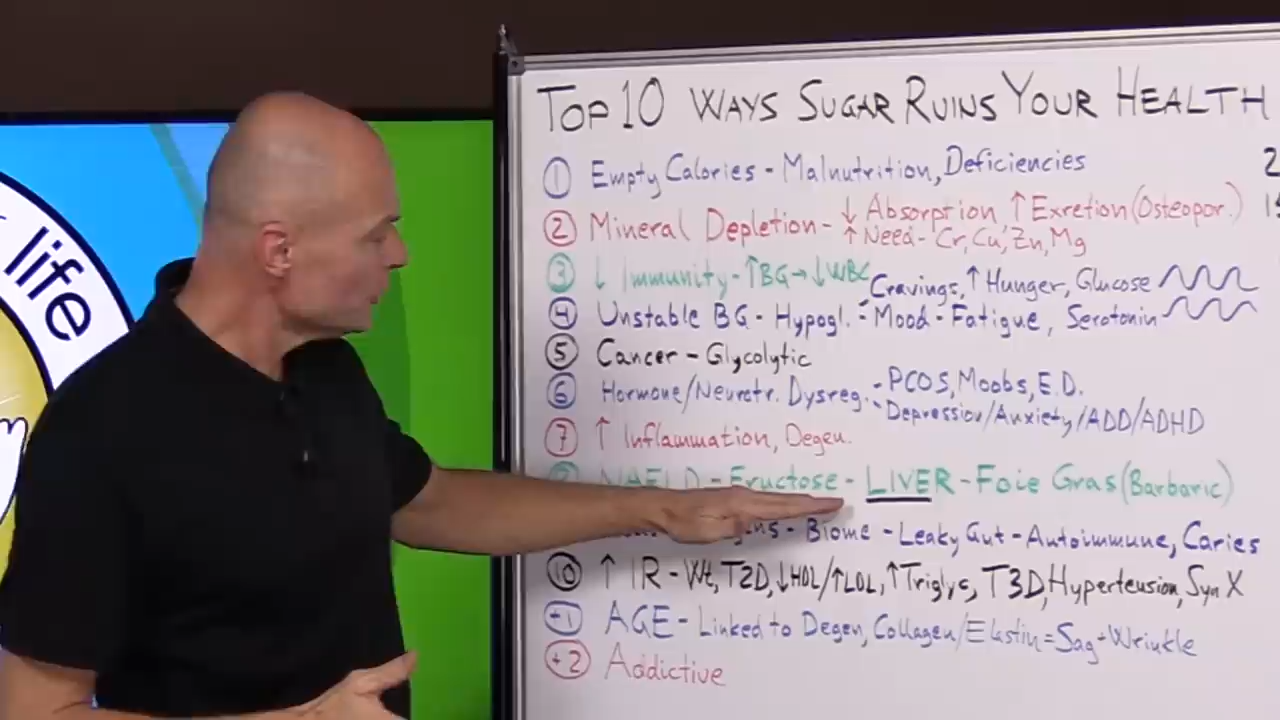 life
TOP 10 WAYS SUGAR RUINS YOUR HEALTH
① Empty Calories - Malnutrition, Deficiencies
② Mineral Depletion - ↓ Absorption, ↑ Exretion (Osteopor.)
↑ Need - Cr, Cu, Zn, Mg
③ ↓ Immunity - ↑BG → ↓WBC
- Cravings, ↑ Hunger, Glucose
④ Unstable BG - Hypogl. - Mood - Fatigue, Serotonin
⑤ Cancer - Glycolytic
⑥ Hormone/Neurotr. Dysreg. - PCOS, Moobs, E.D.
- Depression/Anxiety/ADD/ADHD
⑦ ↑ Inflammation, Degen.
NAFLD - Fructose - LIVER - Foie Gras (Barbaric)
- Biome - Leaky Gut - Autoimmune, Caries
⑩ ↑ IR - Wt, T2D, ↓HDL/↑LDL, ↑Triglyc, T3D, Hypertension, Syn X
+1 AGE - Linked to Degen, Collagen/Elastin = Sag + Wrinkle
+2 Addictive